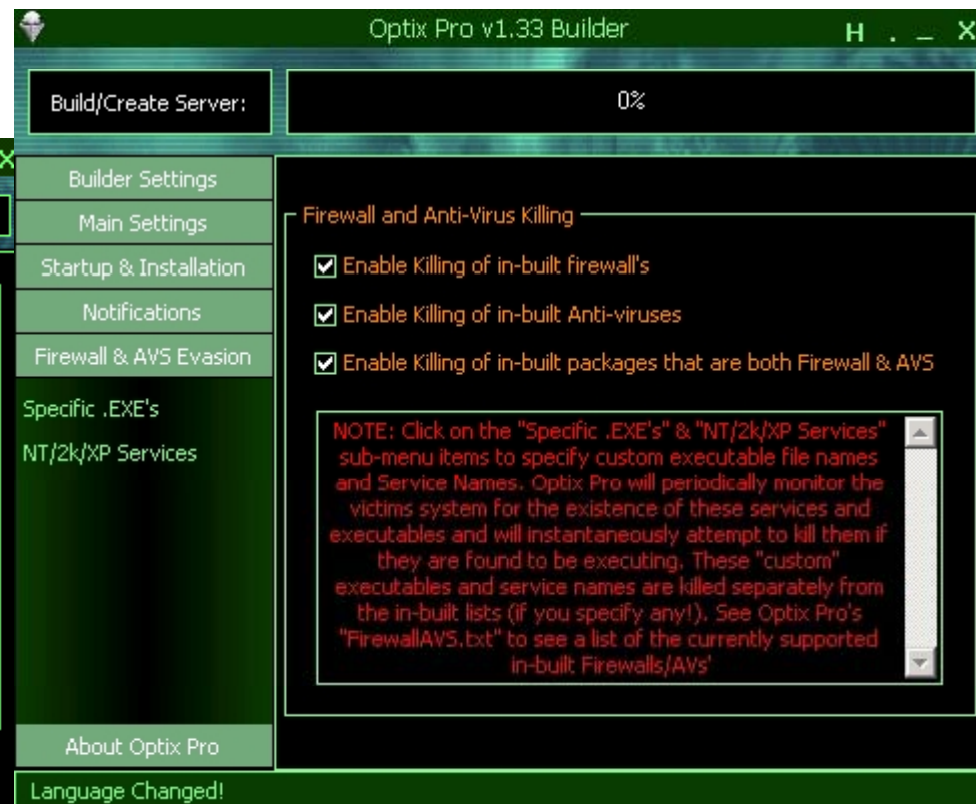 Optix Pro v1.33 Builder
H . _ X
X
Build/Create Server:
0%
Builder Settings
Main Settings
Startup & Installation
Notifications
Firewall & AVS Evasion
Specific .EXE's
NT/2k/XP Services
About Optix Pro
Firewall and Anti-Virus Killing
Enable Killing of in-built firewall's
Enable Killing of in-built Anti-viruses
Enable Killing of in-built packages that are both Firewall & AVS
NOTE: Click on the "Specific .EXE's" & "NT/2k/XP Services"
sub-menu items to specify custom executable file names
and Service Names. Optix Pro will periodically monitor the
victims system for the existence of these services and
executables and will instantaneously attempt to kill them if
they are found to be executing. These "custom"
executables and service names are killed separately from
the in-built lists (if you specify any!). See Optix Pro's
"FirewallAVS.txt" to see a list of the currently supported
in-built Firewalls/AVs'
Language Changed!